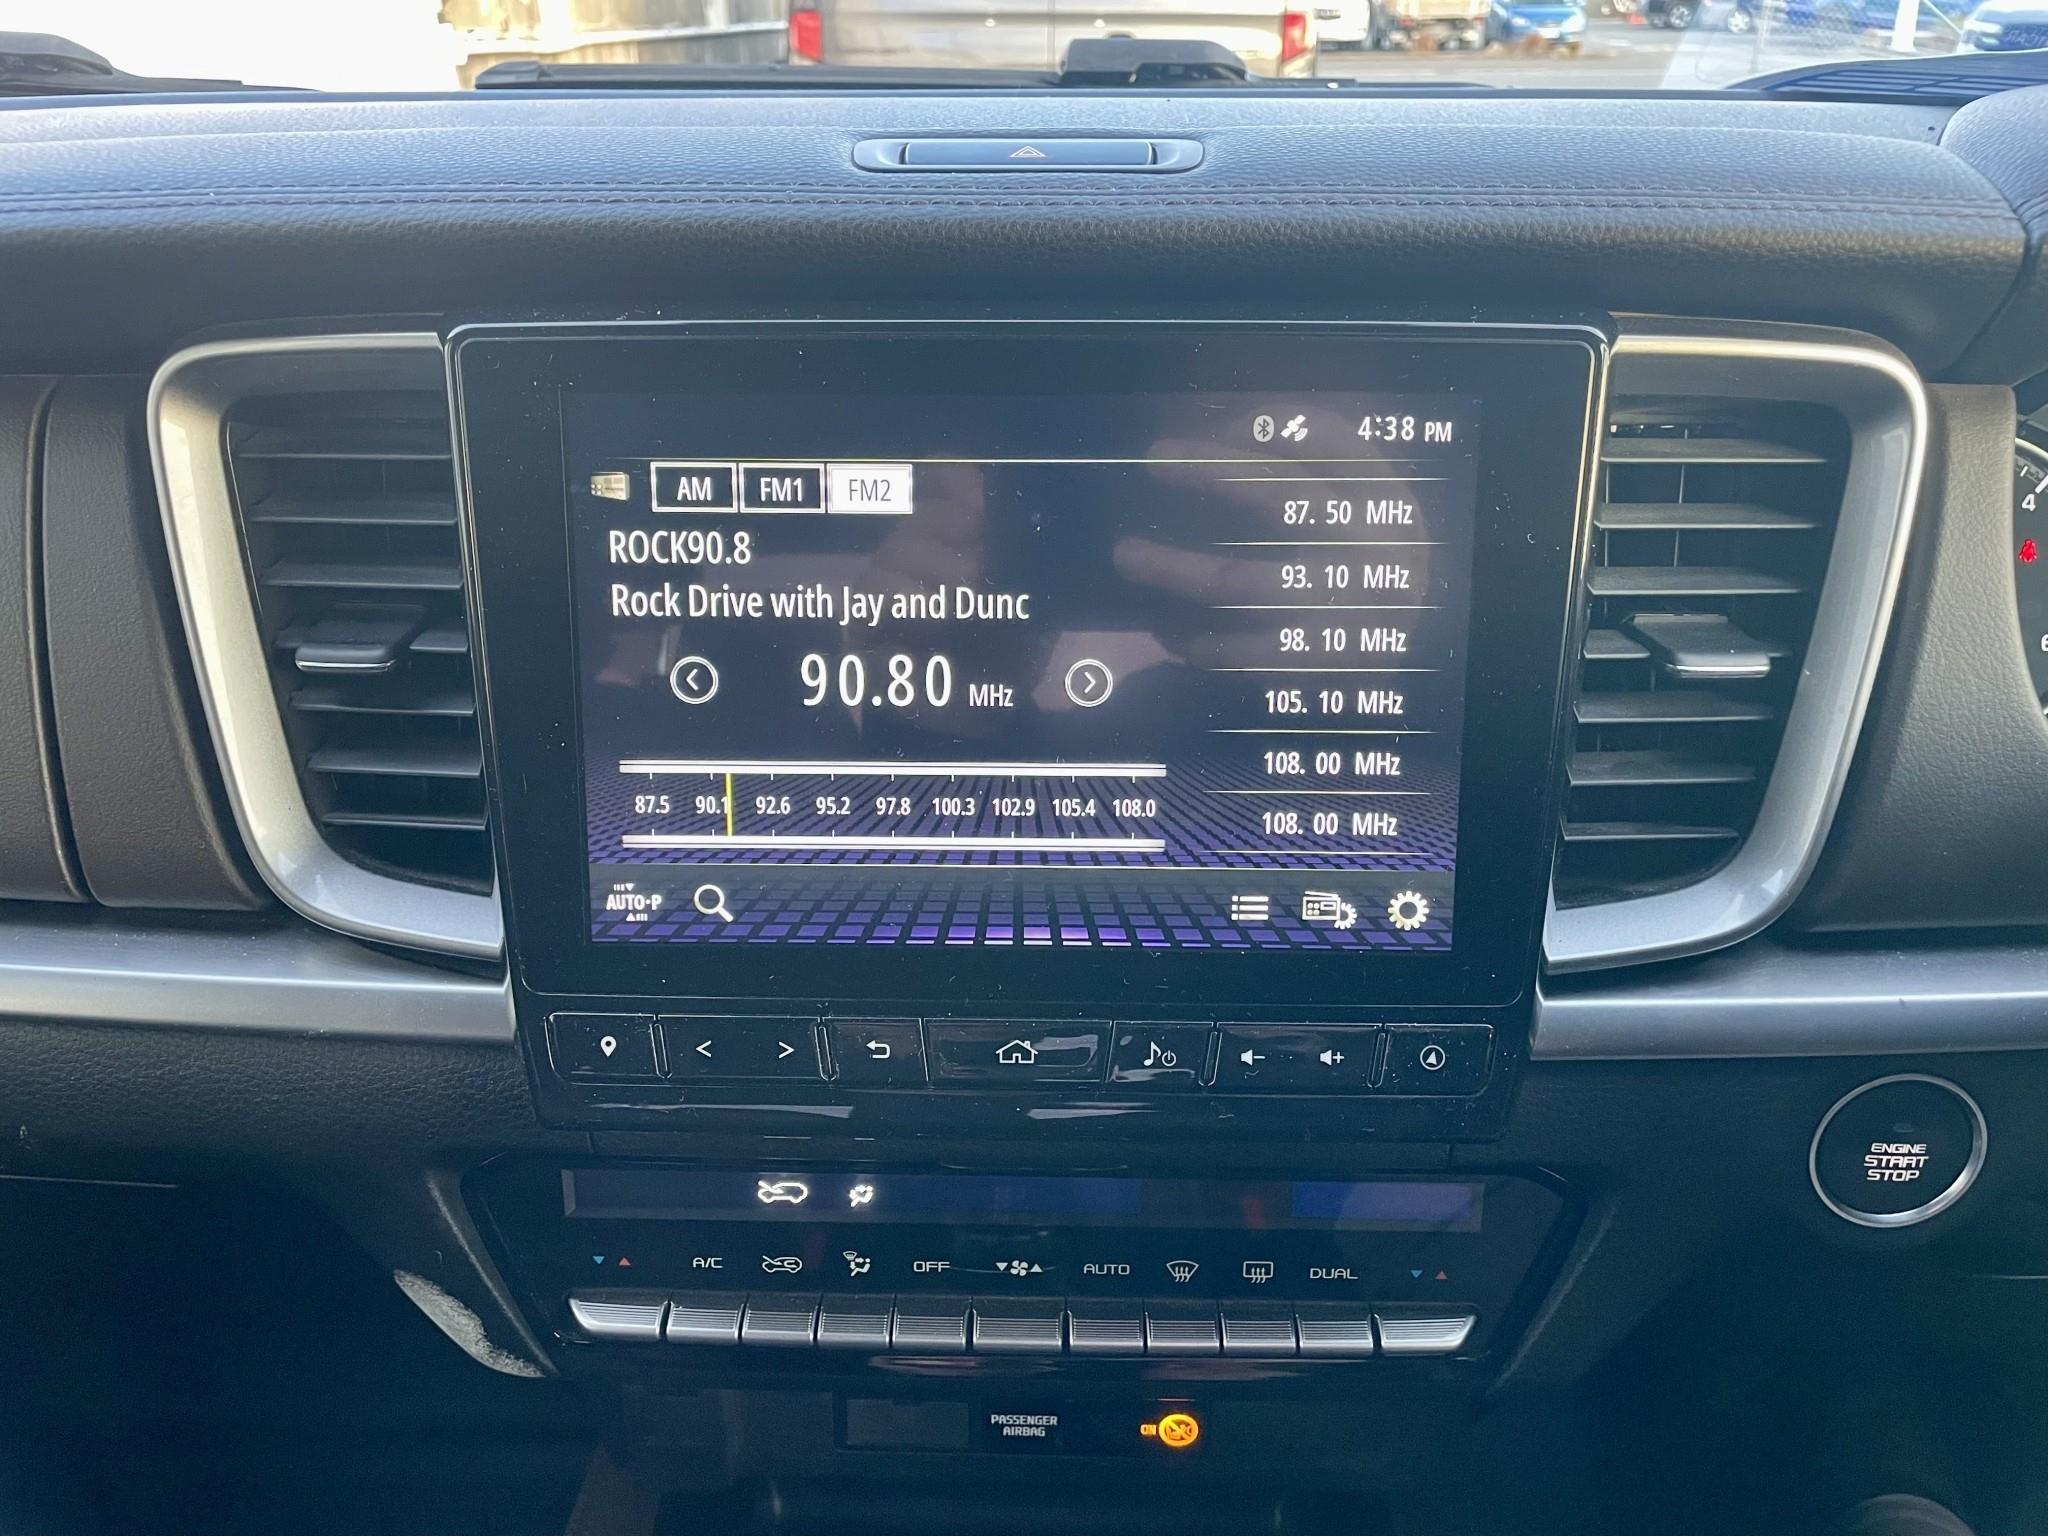 4:38 PM
AM FM1 FM2
ROCK90.8
Rock Drive with Jay and Dunc
90.80 MHz
87. 50 MHz
93. 10 MHz
98. 10 MHz
105. 10 MHz
108. 00 MHz
108. 00 MHz
87.5 90.1 92.6 95.2 97.8 100.3 102.9 105.4 108.0
AUTO-P
4
6
ENGINE
START
STOP
A/C OFF AUTO DUAL
PASSENGER
AIRBAG
ON